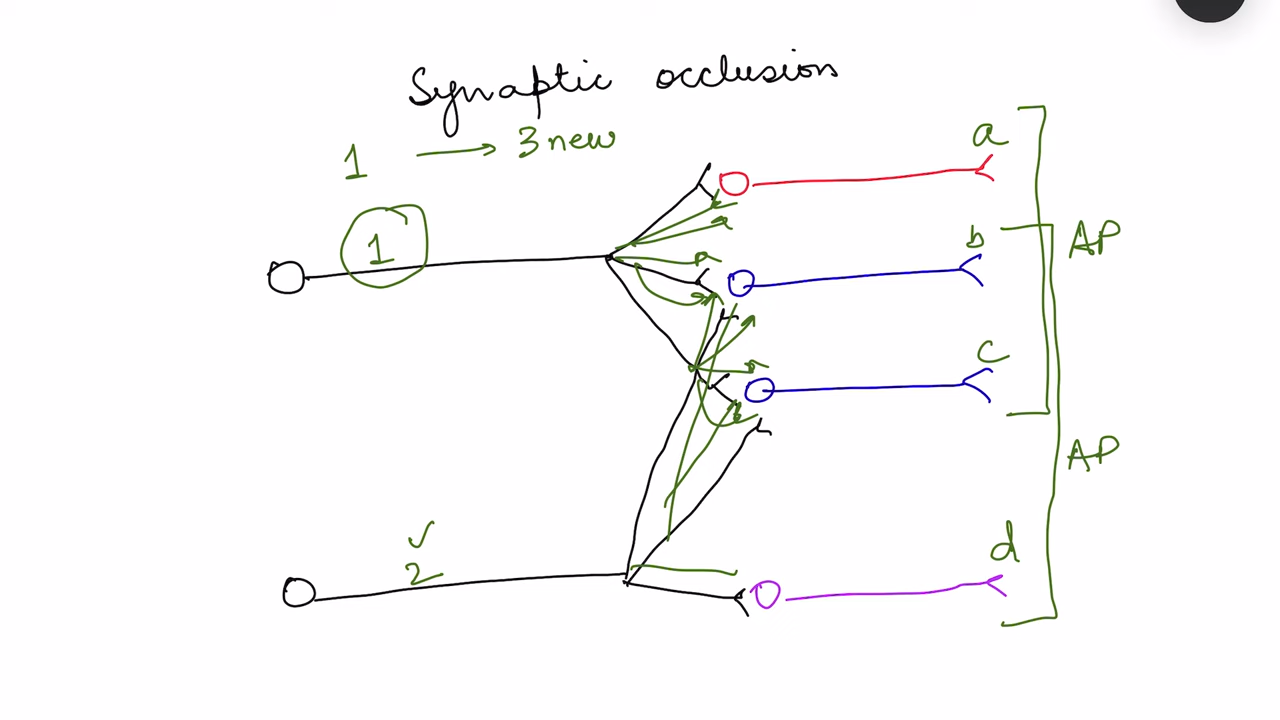 Synaptic occlusion
1 → 3 new
a
1
b
AP
c
AP
d
✓
2